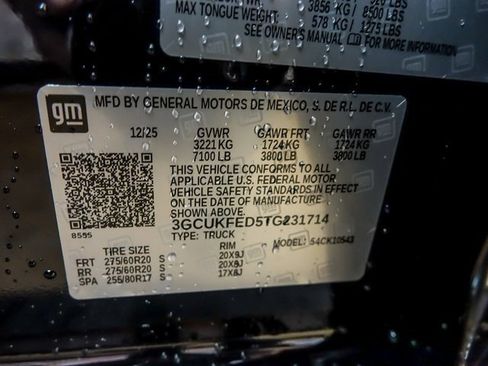 3856 KG / 8500 LBS
MAX TONGUE WEIGHT: 578 KG / 1275 LBS
SEE OWNER'S MANUAL FOR MORE INFORMATION
gm
MFD BY GENERAL MOTORS DE MEXICO, S. DE R.L. DE C.V.
12/25 GVWR GAWR FRT GAWR RR
3221 KG 1724 KG 1724 KG
7100 LB 3800 LB 3800 LB
THIS VEHICLE CONFORMS TO ALL
APPLICABLE U.S. FEDERAL MOTOR
VEHICLE SAFETY STANDARDS IN EFFECT
ON THE DATE OF MANUFACTURE
SHOWN ABOVE.
3GCUKFED5TG231714
8595 TYPE: TRUCK MODEL: 54CK10543
TIRE SIZE RIM
FRT 275/60R20 S 20X9J
RR 275/60R20 S 20X9J
SPA 255/80R17 S 17X8J